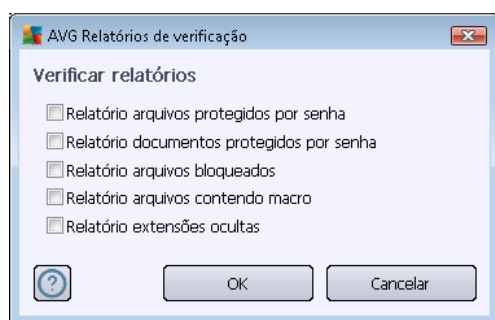 AVG Relatórios de verificação
Verificar relatórios
Relatório arquivos protegidos por senha
Relatório documentos protegidos por senha
Relatório arquivos bloqueados
Relatório arquivos contendo macro
Relatório extensões ocultas
?
OK
Cancelar